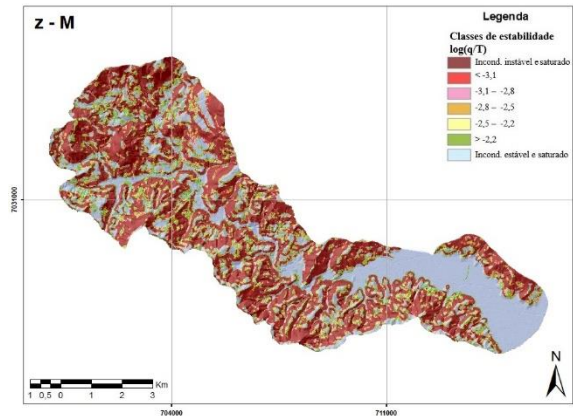 z - M
Legenda
Classes de estabilidade
log(q/T)
Incond. instável e saturado
< -3,1
-3,1 – -2,8
-2,8 – -2,5
-2,5 – -2,2
> -2,2
Incond. estável e saturado
7031000
N
Km
1 0,5 0 1 2 3
704000
711000